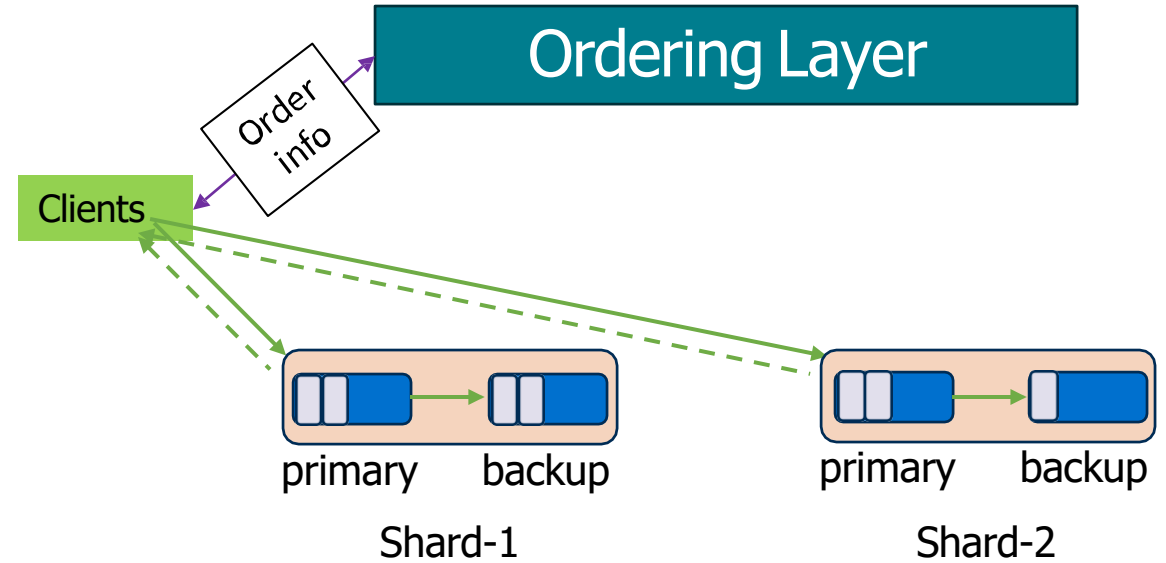 Ordering Layer
Order
info
Clients
primary
backup
primary
backup
Shard-1
Shard-2